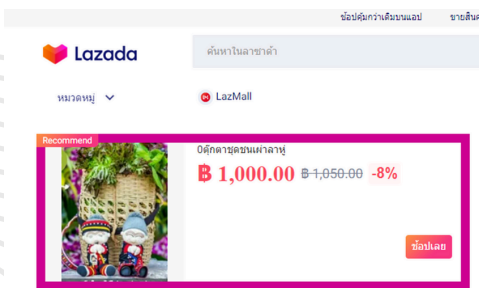 ช้อปคุ้มกว่าเดิมบนแอป ขายสินค
Lazada
ค้นหาในลาซาด้า
หมวดหมู่
LazMall
Recommend
0ตุ๊กตาชุดชนเผ่าลาหู่
฿ 1,000.00 ฿ 1,050.00 -8%
ช้อปเลย